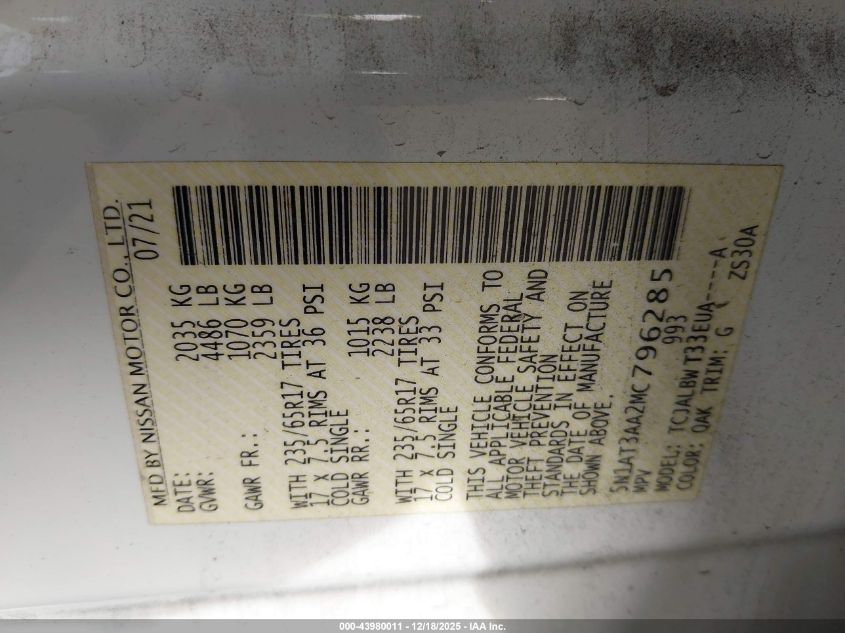 MFD BY NISSAN MOTOR CO., LTD.
DATE: 07/21
GVWR: 2035 KG
4486 LB
GAWR FR.: 1070 KG
2359 LB
WITH 235/65R17 TIRES
17 x 7.5 RIMS AT 36 PSI
COLD SINGLE
GAWR RR.: 1015 KG
2238 LB
WITH 235/65R17 TIRES
17 x 7.5 RIMS AT 33 PSI
COLD SINGLE
THIS VEHICLE CONFORMS TO
ALL APPLICABLE FEDERAL
MOTOR VEHICLE SAFETY AND
THEFT PREVENTION
STANDARDS IN EFFECT ON
THE DATE OF MANUFACTURE
SHOWN ABOVE.
5N1AT3AA2MC796285
MPV 993
MODEL: TCJALBW T33EUA----A
COLOR: QAK TRIM: G ZS30A
000-43980011 - 12/18/2025 - IAA Inc.